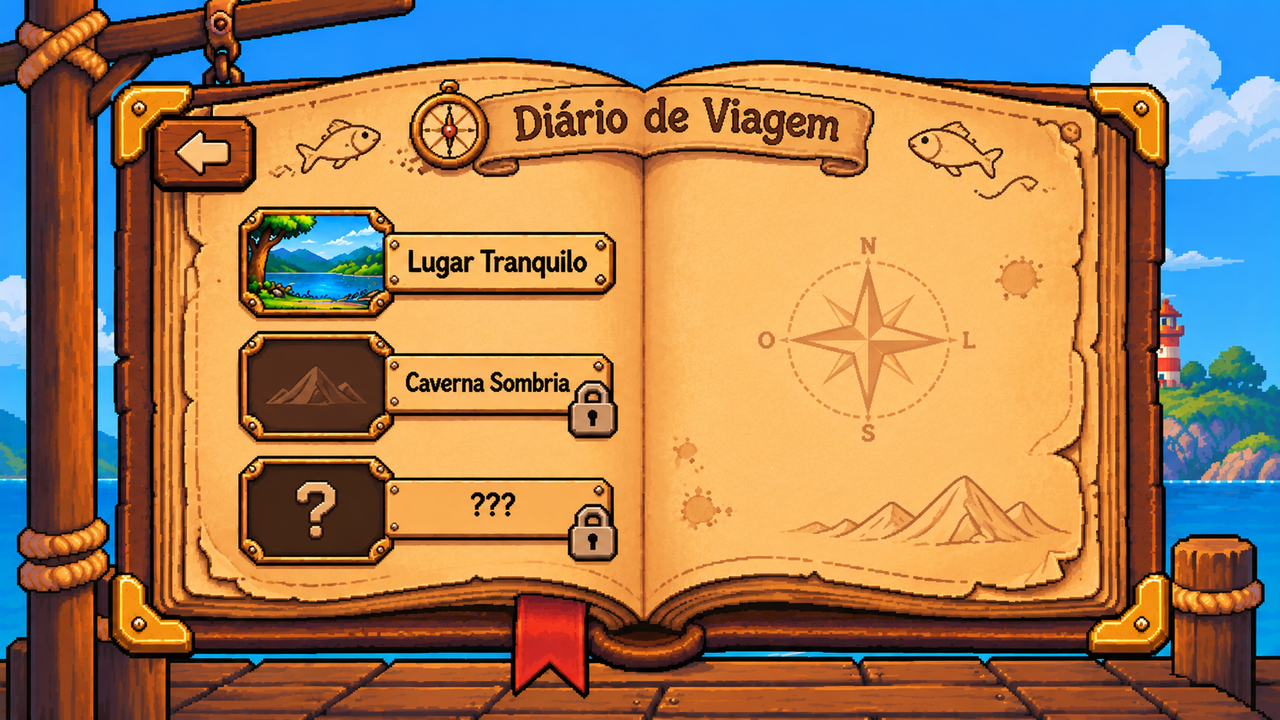 Diário de Viagem
Lugar Tranquilo
Caverna Sombria
???
?
N
O
L
S